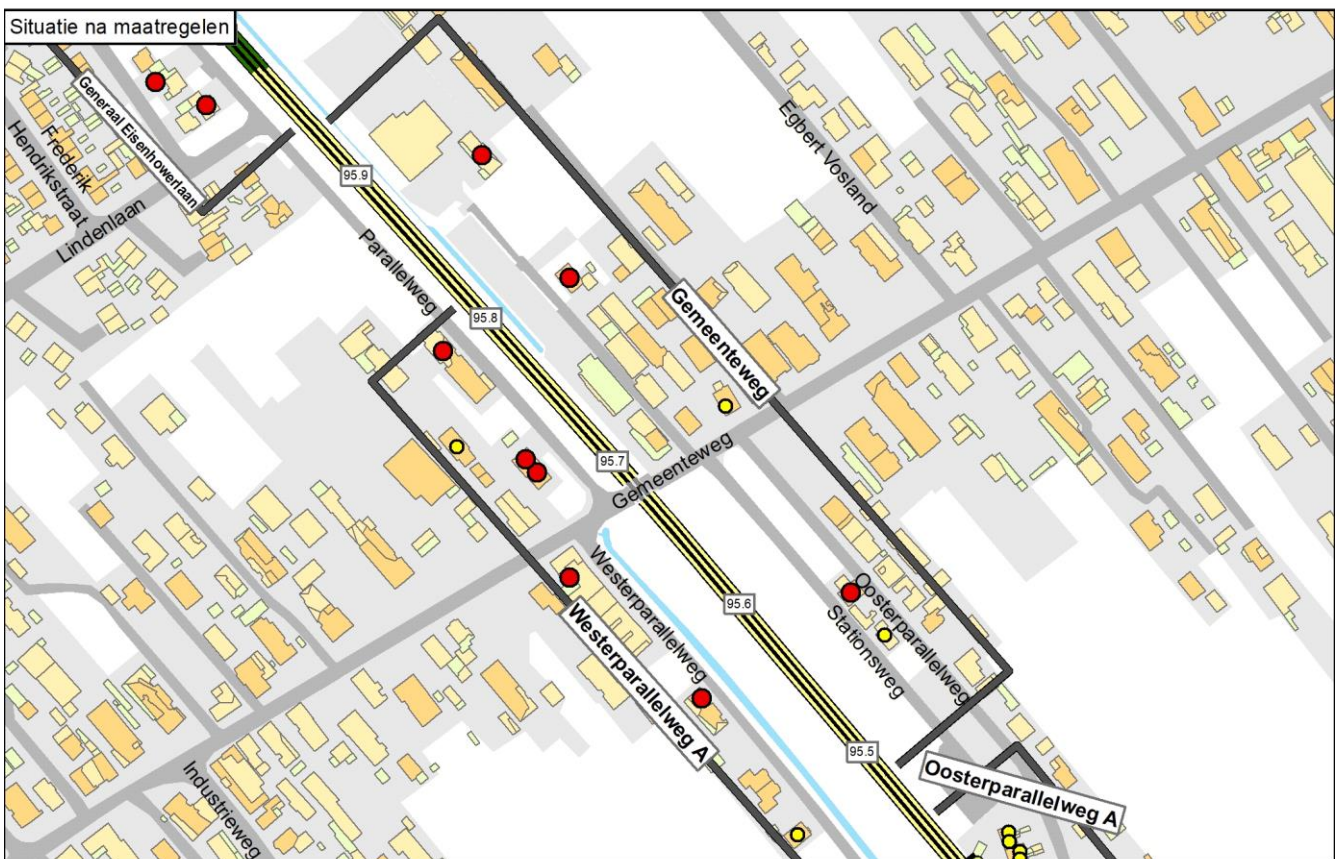 Situatie na maatregelen
Generaal Eisenhowerlaan
Frederik
Hendrikstraat
Lindenlaan
95.9
Parallelweg
95.8
Egbert Vosland
Gemeenteweg
95.7
Gemeenteweg
Westerparallelweg
Westerparallelweg A
95.6
Oosterparallelweg
Stationsweg
95.5
Oosterparallelweg A
Industrieweg